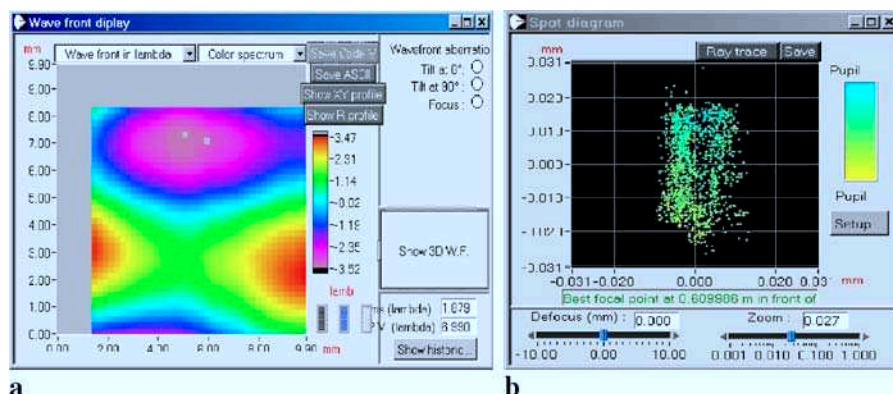 Wave front diplay
mm
Wave front in lambda
Color spectrum
Save Code V
Save ASCII
Show XY profile
Show R profile
Wavefront aberratio
Tilt at 0° :
Tilt at 90° :
Focus :
9.90
8.00
7.00
6.00
5.00
4.00
3.00
2.00
1.00
0.00
0.00
2.00
4.00
6.00
8.00
9.90
mm
3.47
1.14
-0.02
-1.19
-2.35
-3.52
lamb
Show 3D W.F.
(lambda)
1.879
(lambda)
6.990
Show historic...
a
Spot diagram
mm
Ray trace
Save
0.031
0.020
0.003
-0.031
-0.031
-0.020
0.000
0.020
mm
Pupil
Pupil
Setup
Best focal point at 0.609986 m in front of
Defocus (mm) :
0.000
-10.00
0.00
10.00
Zoom :
0.027
0.001
0.010
0.100
1.000
b